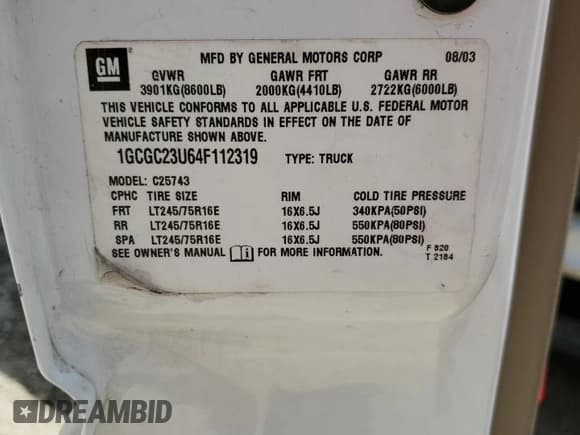 GM
MFD BY GENERAL MOTORS CORP 08/03
GVWR GAWR FRT GAWR RR
3901KG(8600LB) 2000KG(4410LB) 2722KG(6000LB)
THIS VEHICLE CONFORMS TO ALL APPLICABLE U.S. FEDERAL MOTOR
VEHICLE SAFETY STANDARDS IN EFFECT ON THE DATE OF
MANUFACTURE SHOWN ABOVE.
1GCGC23U64F112319 TYPE: TRUCK
MODEL: C25743
CPHC TIRE SIZE RIM COLD TIRE PRESSURE
FRT LT245/75R16E 16X6.5J 340KPA(50PSI)
RR LT245/75R16E 16X6.5J 550KPA(80PSI)
SPA LT245/75R16E 16X6.5J 550KPA(80PSI)
SEE OWNER'S MANUAL FOR MORE INFORMATION.
F 820
T 2184
DREAMBID